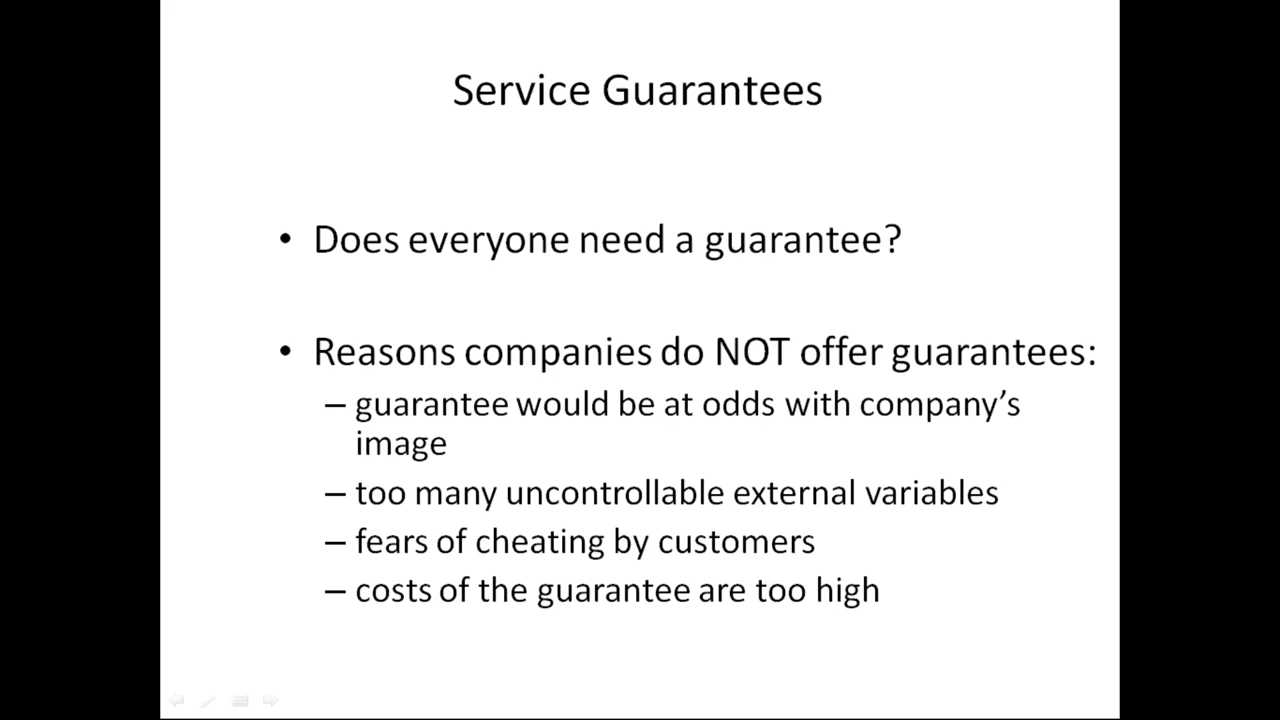 Service Guarantees
• Does everyone need a guarantee?
• Reasons companies do NOT offer guarantees:
– guarantee would be at odds with company’s
image
– too many uncontrollable external variables
– fears of cheating by customers
– costs of the guarantee are too high